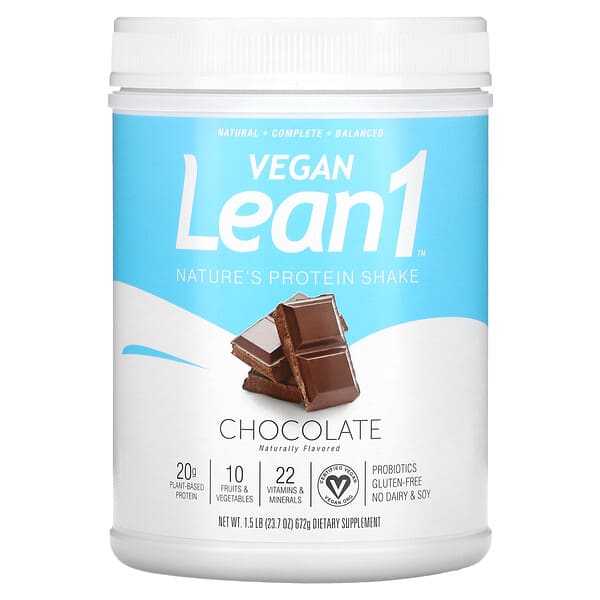 NATURAL • COMPLETE • BALANCED
VEGAN
Lean1™
NATURE'S PROTEIN SHAKE
CHOCOLATE
Naturally Flavored
20g
PLANT-BASED
PROTEIN
10
FRUITS &
VEGETABLES
22
VITAMINS &
MINERALS
CERTIFIED VEGAN
V
VEGAN.ORG
PROBIOTICS
GLUTEN-FREE
NO DAIRY & SOY
NET WT. 1.5 LB (23.7 OZ) 672g DIETARY SUPPLEMENT